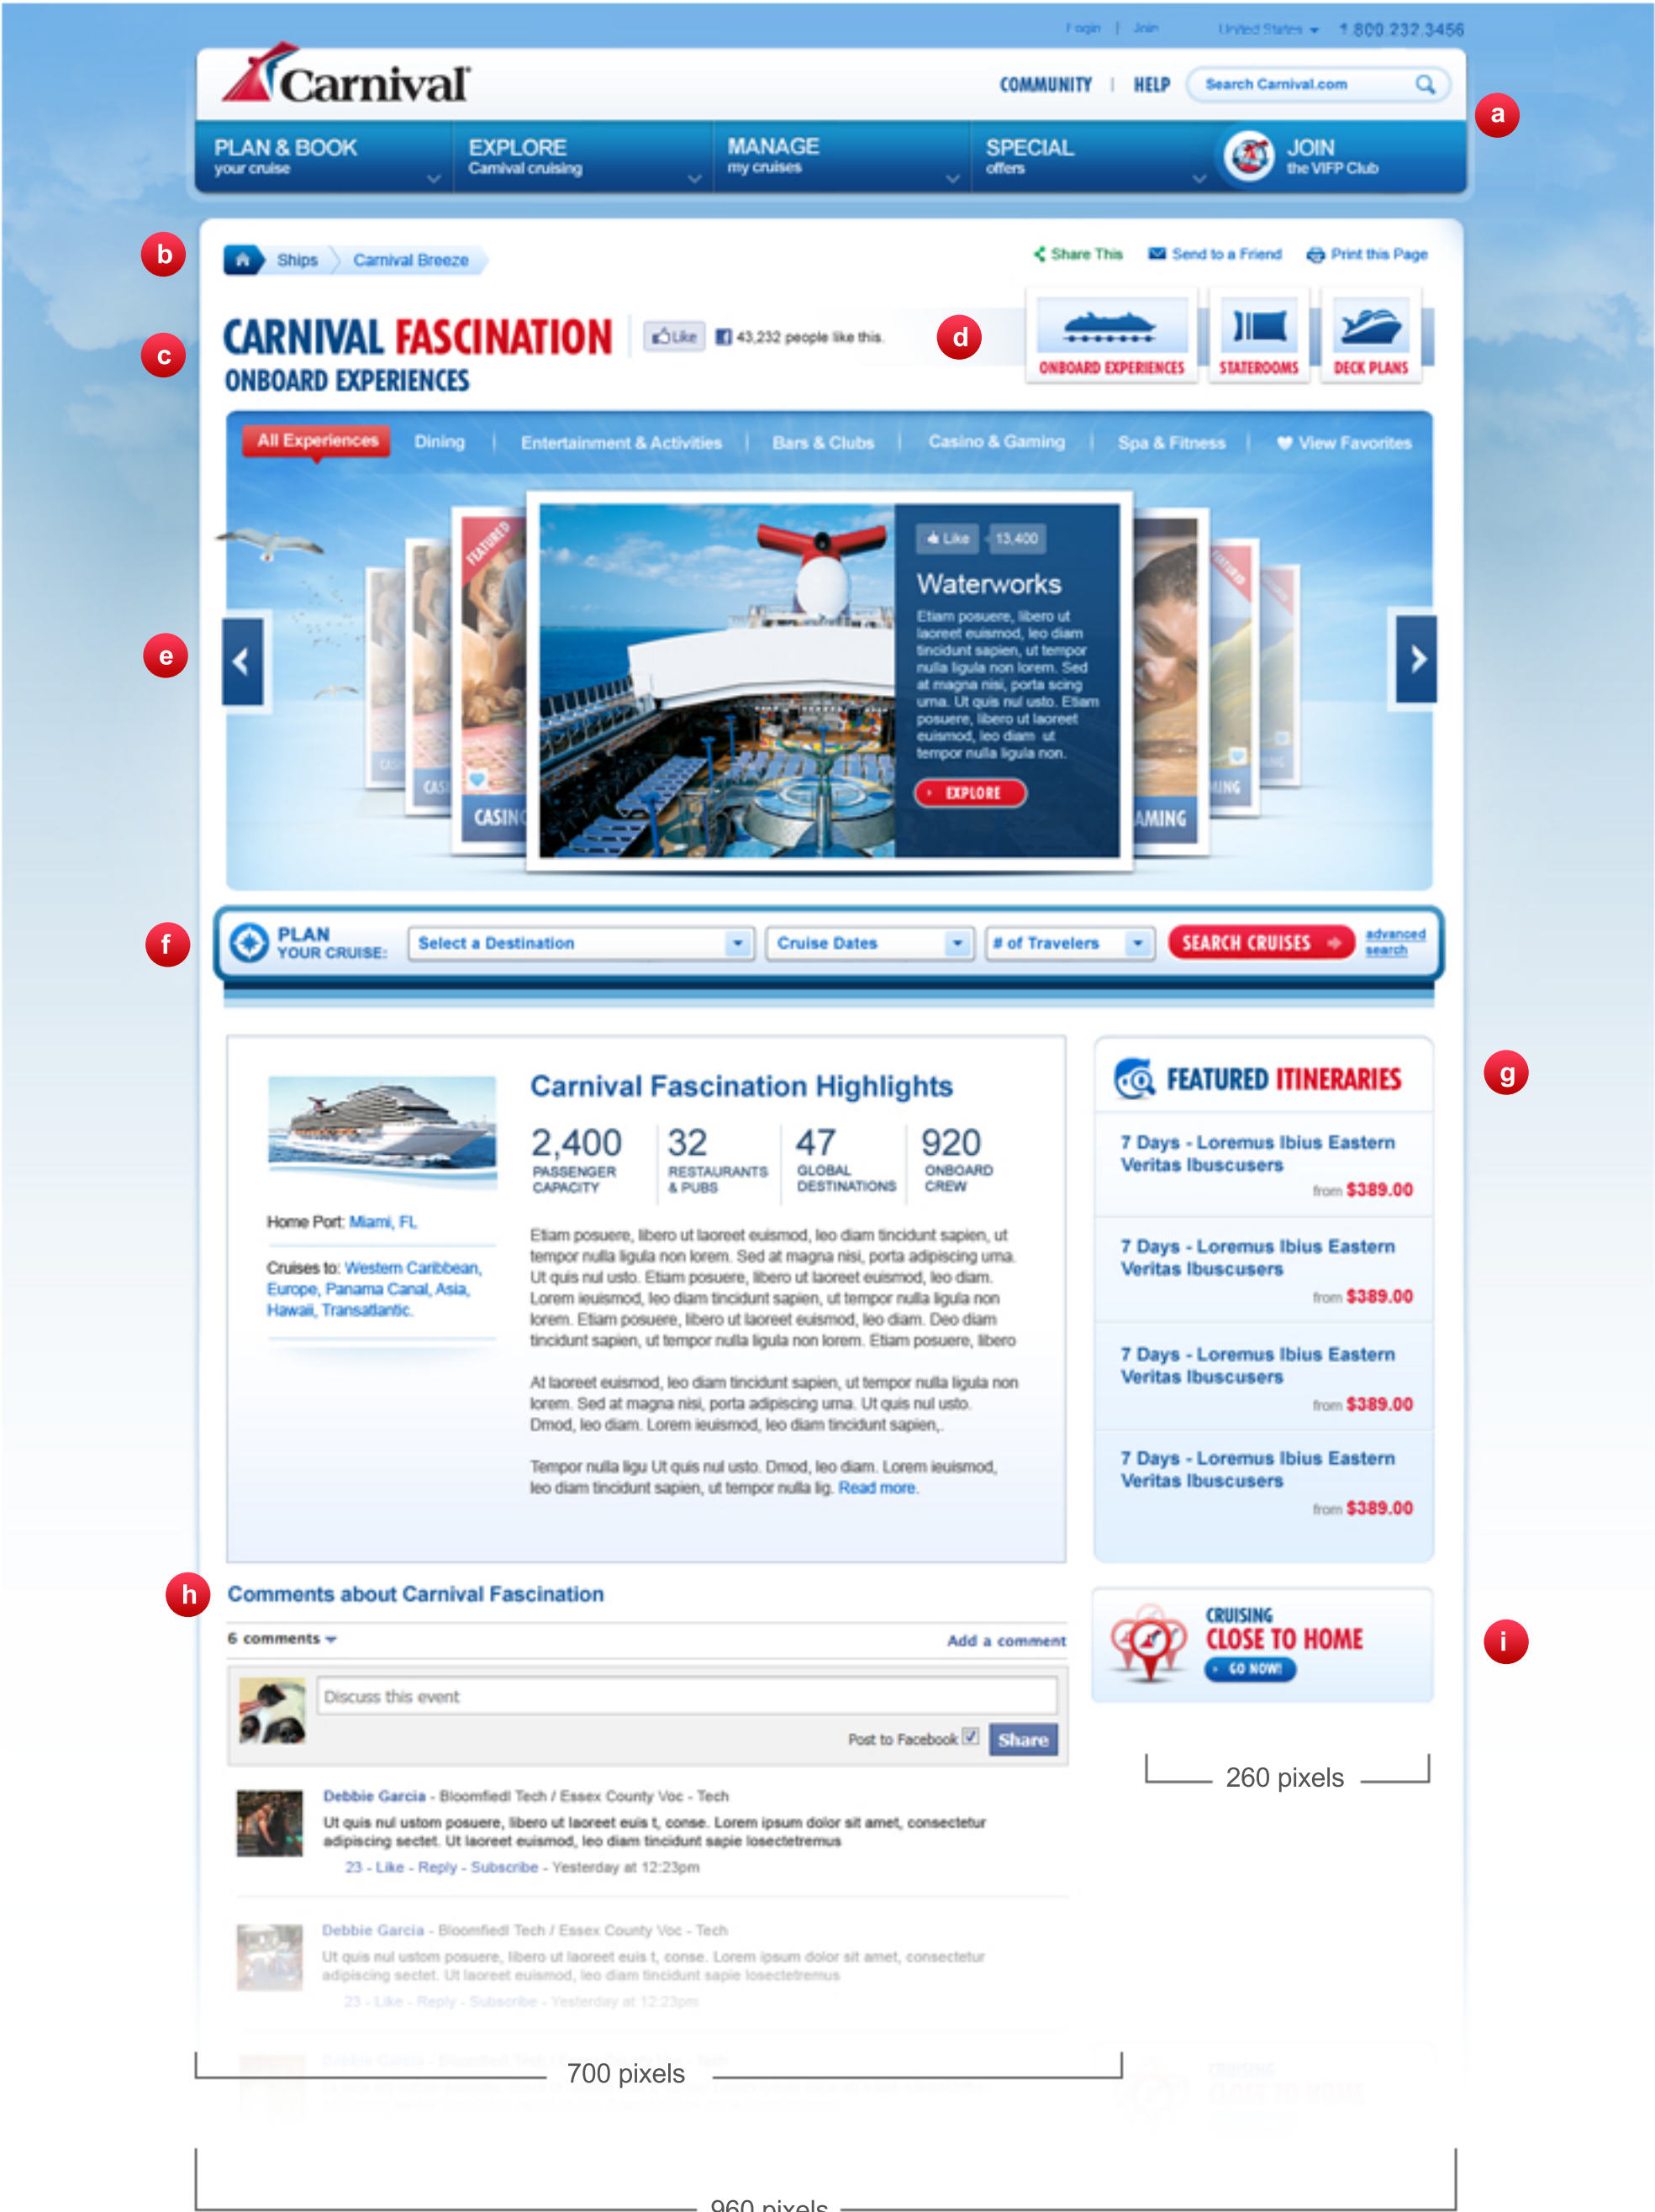 Login | Join United States 1.800.232.3456
Carnival
COMMUNITY | HELP Search Carnival.com
a
PLAN & BOOK
your cruise
EXPLORE
Carnival cruising
MANAGE
my cruises
SPECIAL
offers
JOIN
the VIFP Club
b
Ships Carnival Breeze
Share This Send to a Friend Print this Page
c
CARNIVAL FASCINATION
ONBOARD EXPERIENCES
Like 43,232 people like this.
d
ONBOARD EXPERIENCES STATEROOMS DECK PLANS
All Experiences Dining | Entertainment & Activities | Bars & Clubs | Casino & Gaming | Spa & Fitness | View Favorites
e
FEATURED
CASINO
Like 13,400
Waterworks
Etiam posuere, libero ut
laoreet euismod, leo diam
tincidunt sapien, ut tempor
nulla ligula non lorem. Sed
at magna nisi, porta scing
urna. Ut quis nul usto. Etiam
posuere, libero ut laoreet
euismod, leo diam ut
tempor nulla ligula non.
EXPLORE
FEATURED
AMING
MING
f
PLAN
YOUR CRUISE:
Select a Destination Cruise Dates # of Travelers SEARCH CRUISES
advanced
search
Carnival Fascination Highlights
2,400
PASSENGER
CAPACITY
32
RESTAURANTS
& PUBS
47
GLOBAL
DESTINATIONS
920
ONBOARD
CREW
Home Port: Miami, FL
Cruises to: Western Caribbean,
Europe, Panama Canal, Asia,
Hawaii, Transatlantic.
Etiam posuere, libero ut laoreet euismod, leo diam tincidunt sapien, ut
tempor nulla ligula non lorem. Sed at magna nisi, porta adipiscing urna.
Ut quis nul usto. Etiam posuere, libero ut laoreet euismod, leo diam.
Lorem ieuismod, leo diam tincidunt sapien, ut tempor nulla ligula non
lorem. Etiam posuere, libero ut laoreet euismod, leo diam. Deo diam
tincidunt sapien, ut tempor nulla ligula non lorem. Etiam posuere, libero
At laoreet euismod, leo diam tincidunt sapien, ut tempor nulla ligula non
lorem. Sed at magna nisi, porta adipiscing urna. Ut quis nul usto.
Dmod, leo diam. Lorem ieuismod, leo diam tincidunt sapien,.
Tempor nulla ligu Ut quis nul usto. Dmod, leo diam. Lorem ieuismod,
leo diam tincidunt sapien, ut tempor nulla lig. Read more.
g
FEATURED ITINERARIES
7 Days - Loremus Ibius Eastern
Veritas Ibuscusers
from $389.00
7 Days - Loremus Ibius Eastern
Veritas Ibuscusers
from $389.00
7 Days - Loremus Ibius Eastern
Veritas Ibuscusers
from $389.00
7 Days - Loremus Ibius Eastern
Veritas Ibuscusers
from $389.00
h
Comments about Carnival Fascination
6 comments Add a comment
Discuss this event
Post to Facebook Share
i
CRUISING
CLOSE TO HOME
GO NOW!
260 pixels
Debbie Garcia - Bloomfiedl Tech / Essex County Voc - Tech
Ut quis nul ustom posuere, libero ut laoreet euis t, conse. Lorem ipsum dolor sit amet, consectetur
adipiscing sectet. Ut laoreet euismod, leo diam tincidunt sapie losectetremus
23 - Like - Reply - Subscribe - Yesterday at 12:23pm
Debbie Garcia - Bloomfiedl Tech / Essex County Voc - Tech
Ut quis nul ustom posuere, libero ut laoreet euis t, conse. Lorem ipsum dolor sit amet, consectetur
adipiscing sectet. Ut laoreet euismod, leo diam tincidunt sapie losectetremus
23 - Like - Reply - Subscribe - Yesterday at 12:23pm
Debbie Garcia - Bloomfiedl Tech / Essex County Voc - Tech
CRUISING
CLOSE TO HOME
700 pixels
960 pixels